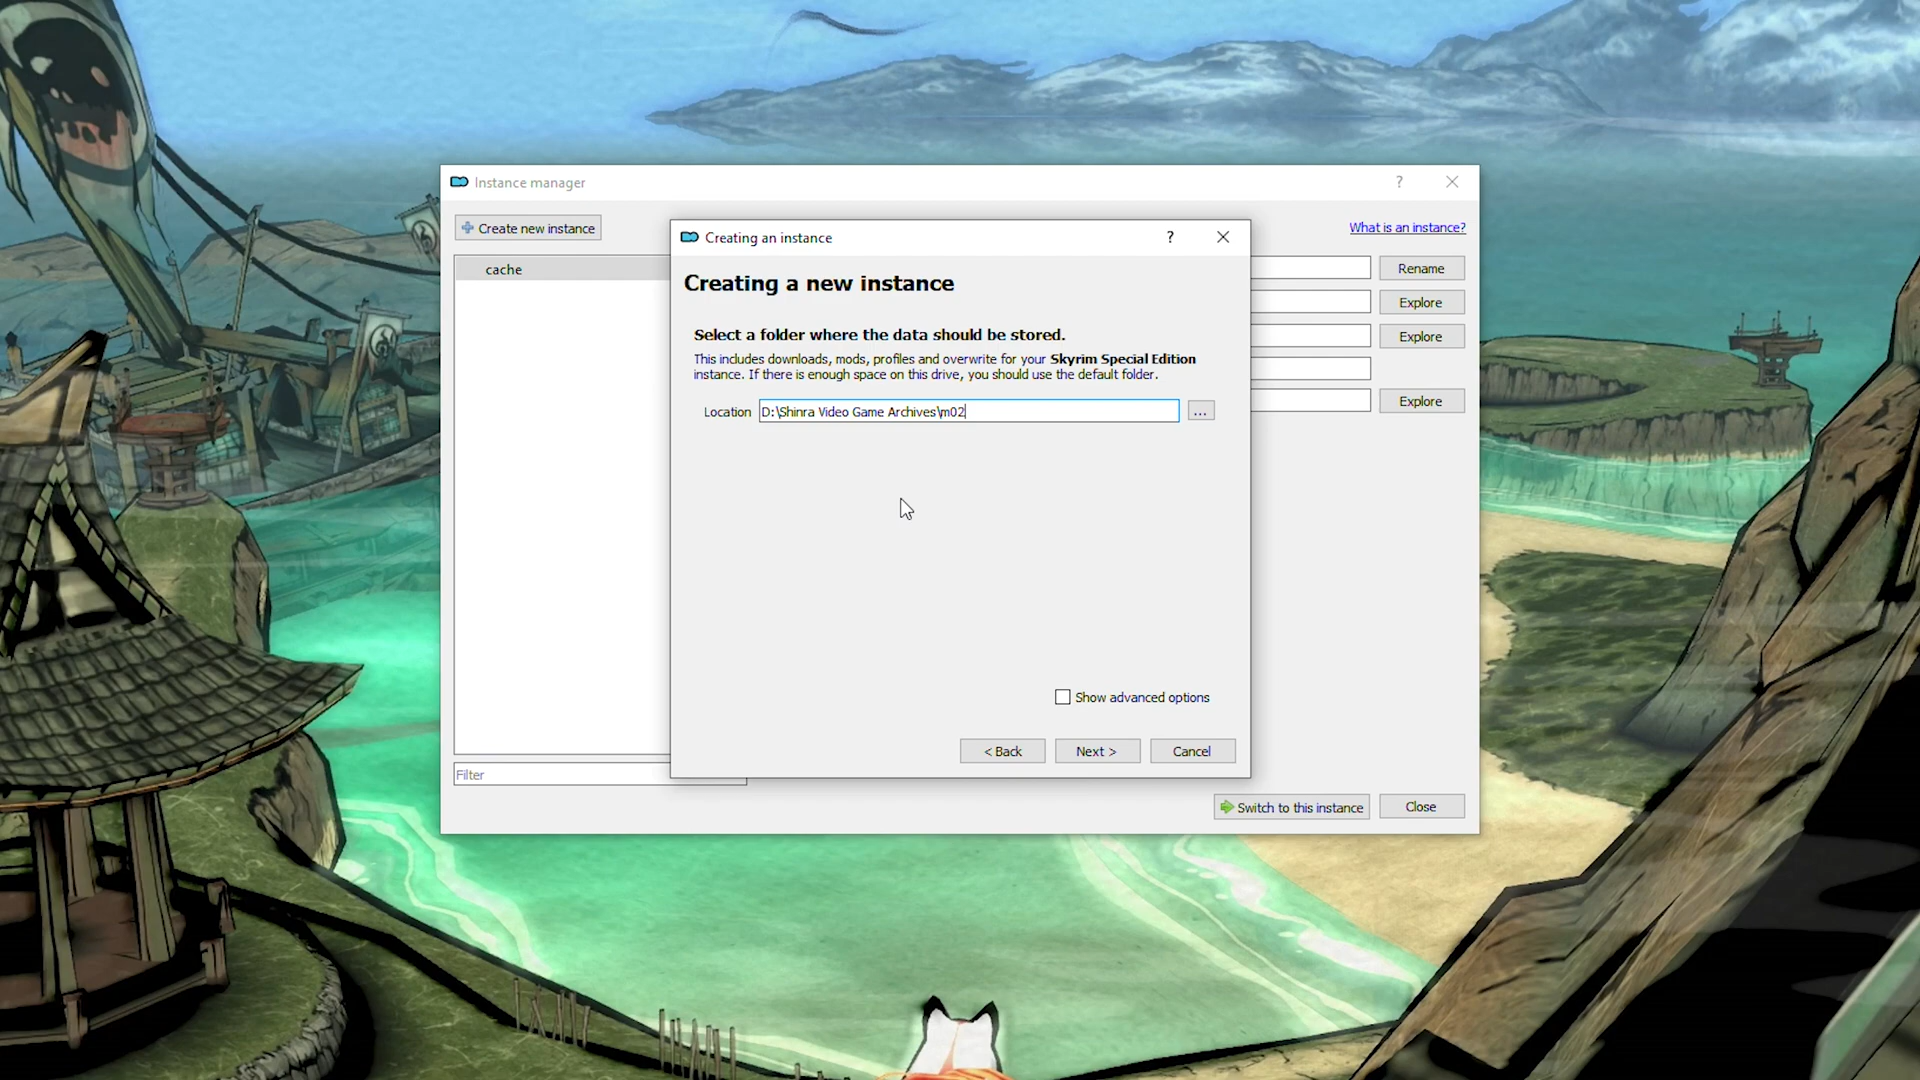 Instance manager
?
Create new instance
What is an instance?
cache
Rename
Explore
Explore
Explore
Filter
Switch to this instance
Close
Creating an instance
?
Creating a new instance
Select a folder where the data should be stored.
This includes downloads, mods, profiles and overwrite for your Skyrim Special Edition
instance. If there is enough space on this drive, you should use the default folder.
Location D:\Shinra Video Game Archives\m02 ...
Show advanced options
< Back Next > Cancel